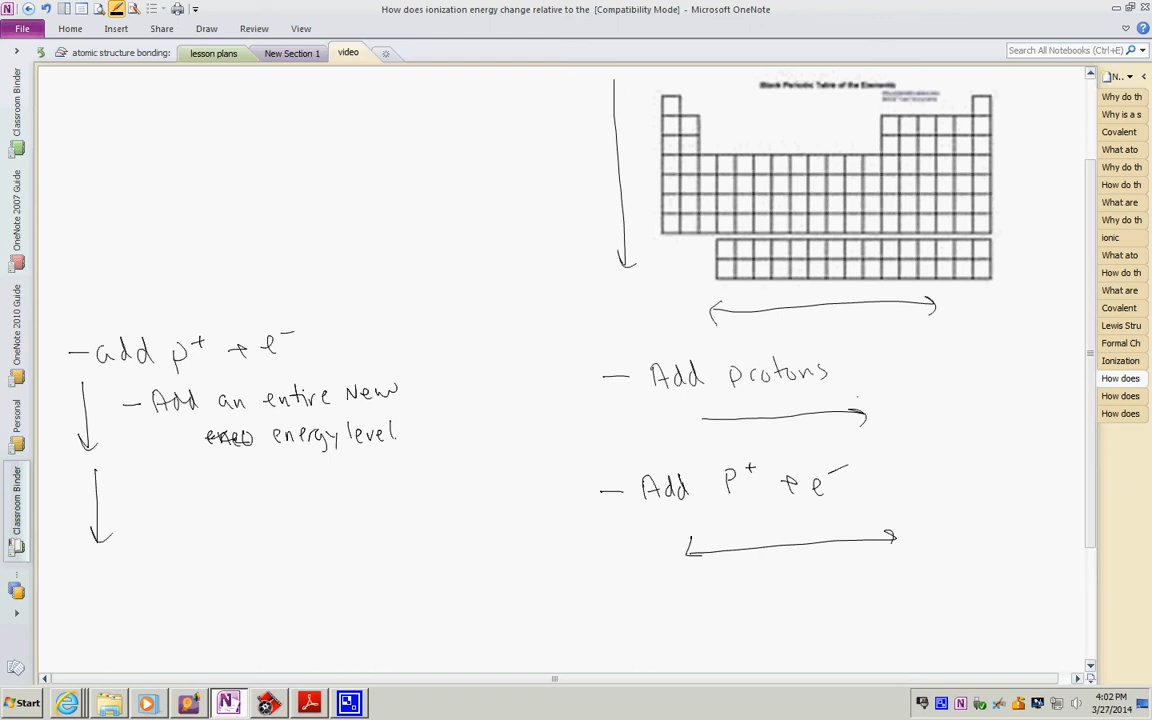 How does ionization energy change relative to the [Compatibility Mode] - OneNote
File Home Insert Share Draw Review View
atomic structure bonding: lesson plans New Section 1 video
Search All Notebooks (Ctrl+E)
Classroom Binder
OneNote 2007 Guide
OneNote 2010 Guide
Personal
Classroom Binder
N..
Why do th
Why is a s
Covalent
What ato
Why do th
How do th
What are
Why do th
ionic
What ato
How do th
What are
Covalent
Lewis Stru
Formal Ch
Ionization
How does
How does
How does
Block Periodic Table of the Elements
- add p+ + e-
- Add an entire New
energy level.
- Add protons
- Add p+ + e-
Start
4:02 PM
3/27/2014